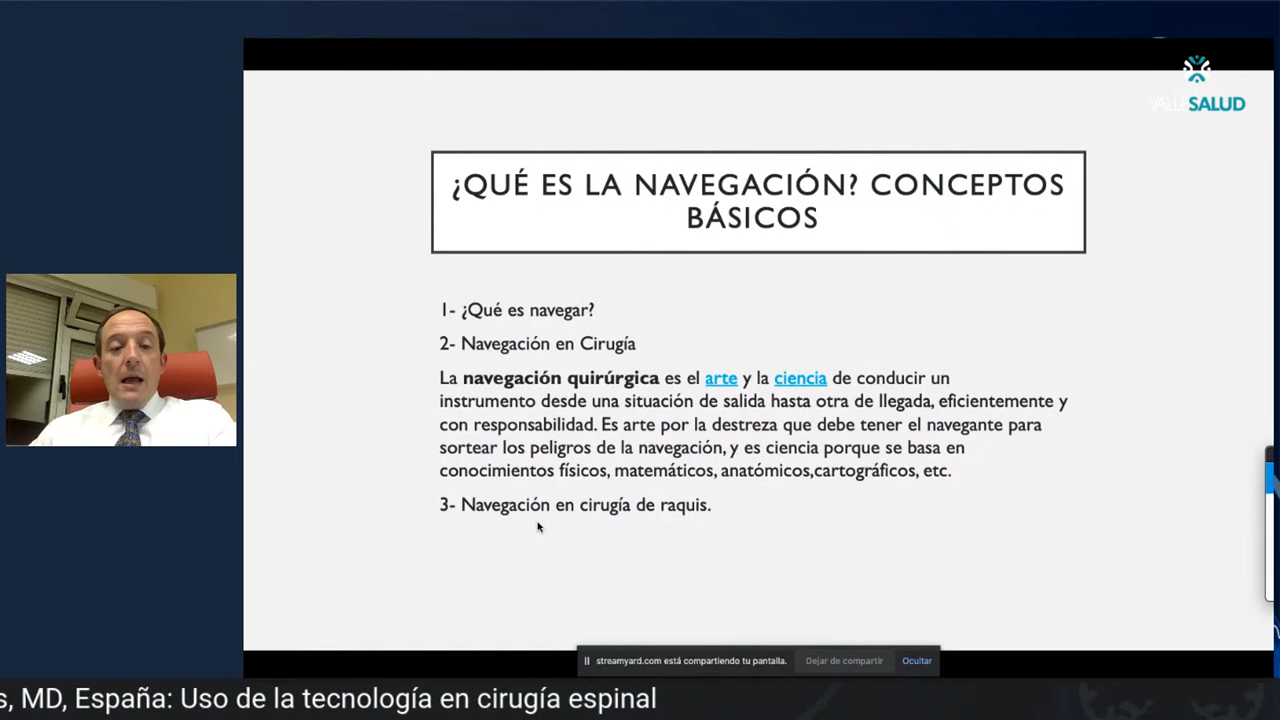 VALLESALUD
¿QUÉ ES LA NAVEGACIÓN? CONCEPTOS
BÁSICOS
1- ¿Qué es navegar?
2- Navegación en Cirugía
La navegación quirúrgica es el arte y la ciencia de conducir un
instrumento desde una situación de salida hasta otra de llegada, eficientemente y
con responsabilidad. Es arte por la destreza que debe tener el navegante para
sortear los peligros de la navegación, y es ciencia porque se basa en
conocimientos físicos, matemáticos, anatómicos,cartográficos, etc.
3- Navegación en cirugía de raquis.
streamyard.com está compartiendo tu pantalla. Dejar de compartir Ocultar
s, MD, España: Uso de la tecnología en cirugía espinal